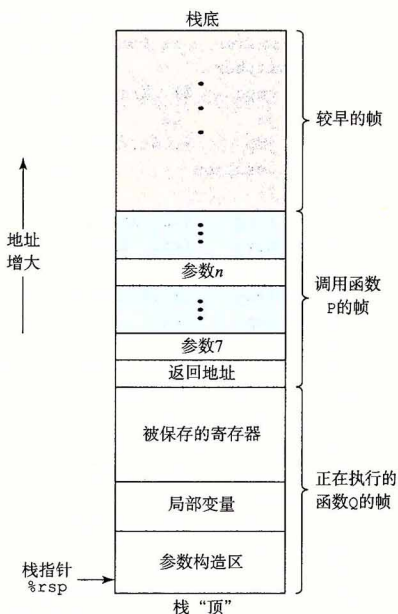 栈底
较早的帧
地址
增大
参数n
调用函数
P的帧
参数7
返回地址
被保存的寄存器
正在执行的
函数Q的帧
局部变量
参数构造区
栈指针
%rsp
栈“顶”